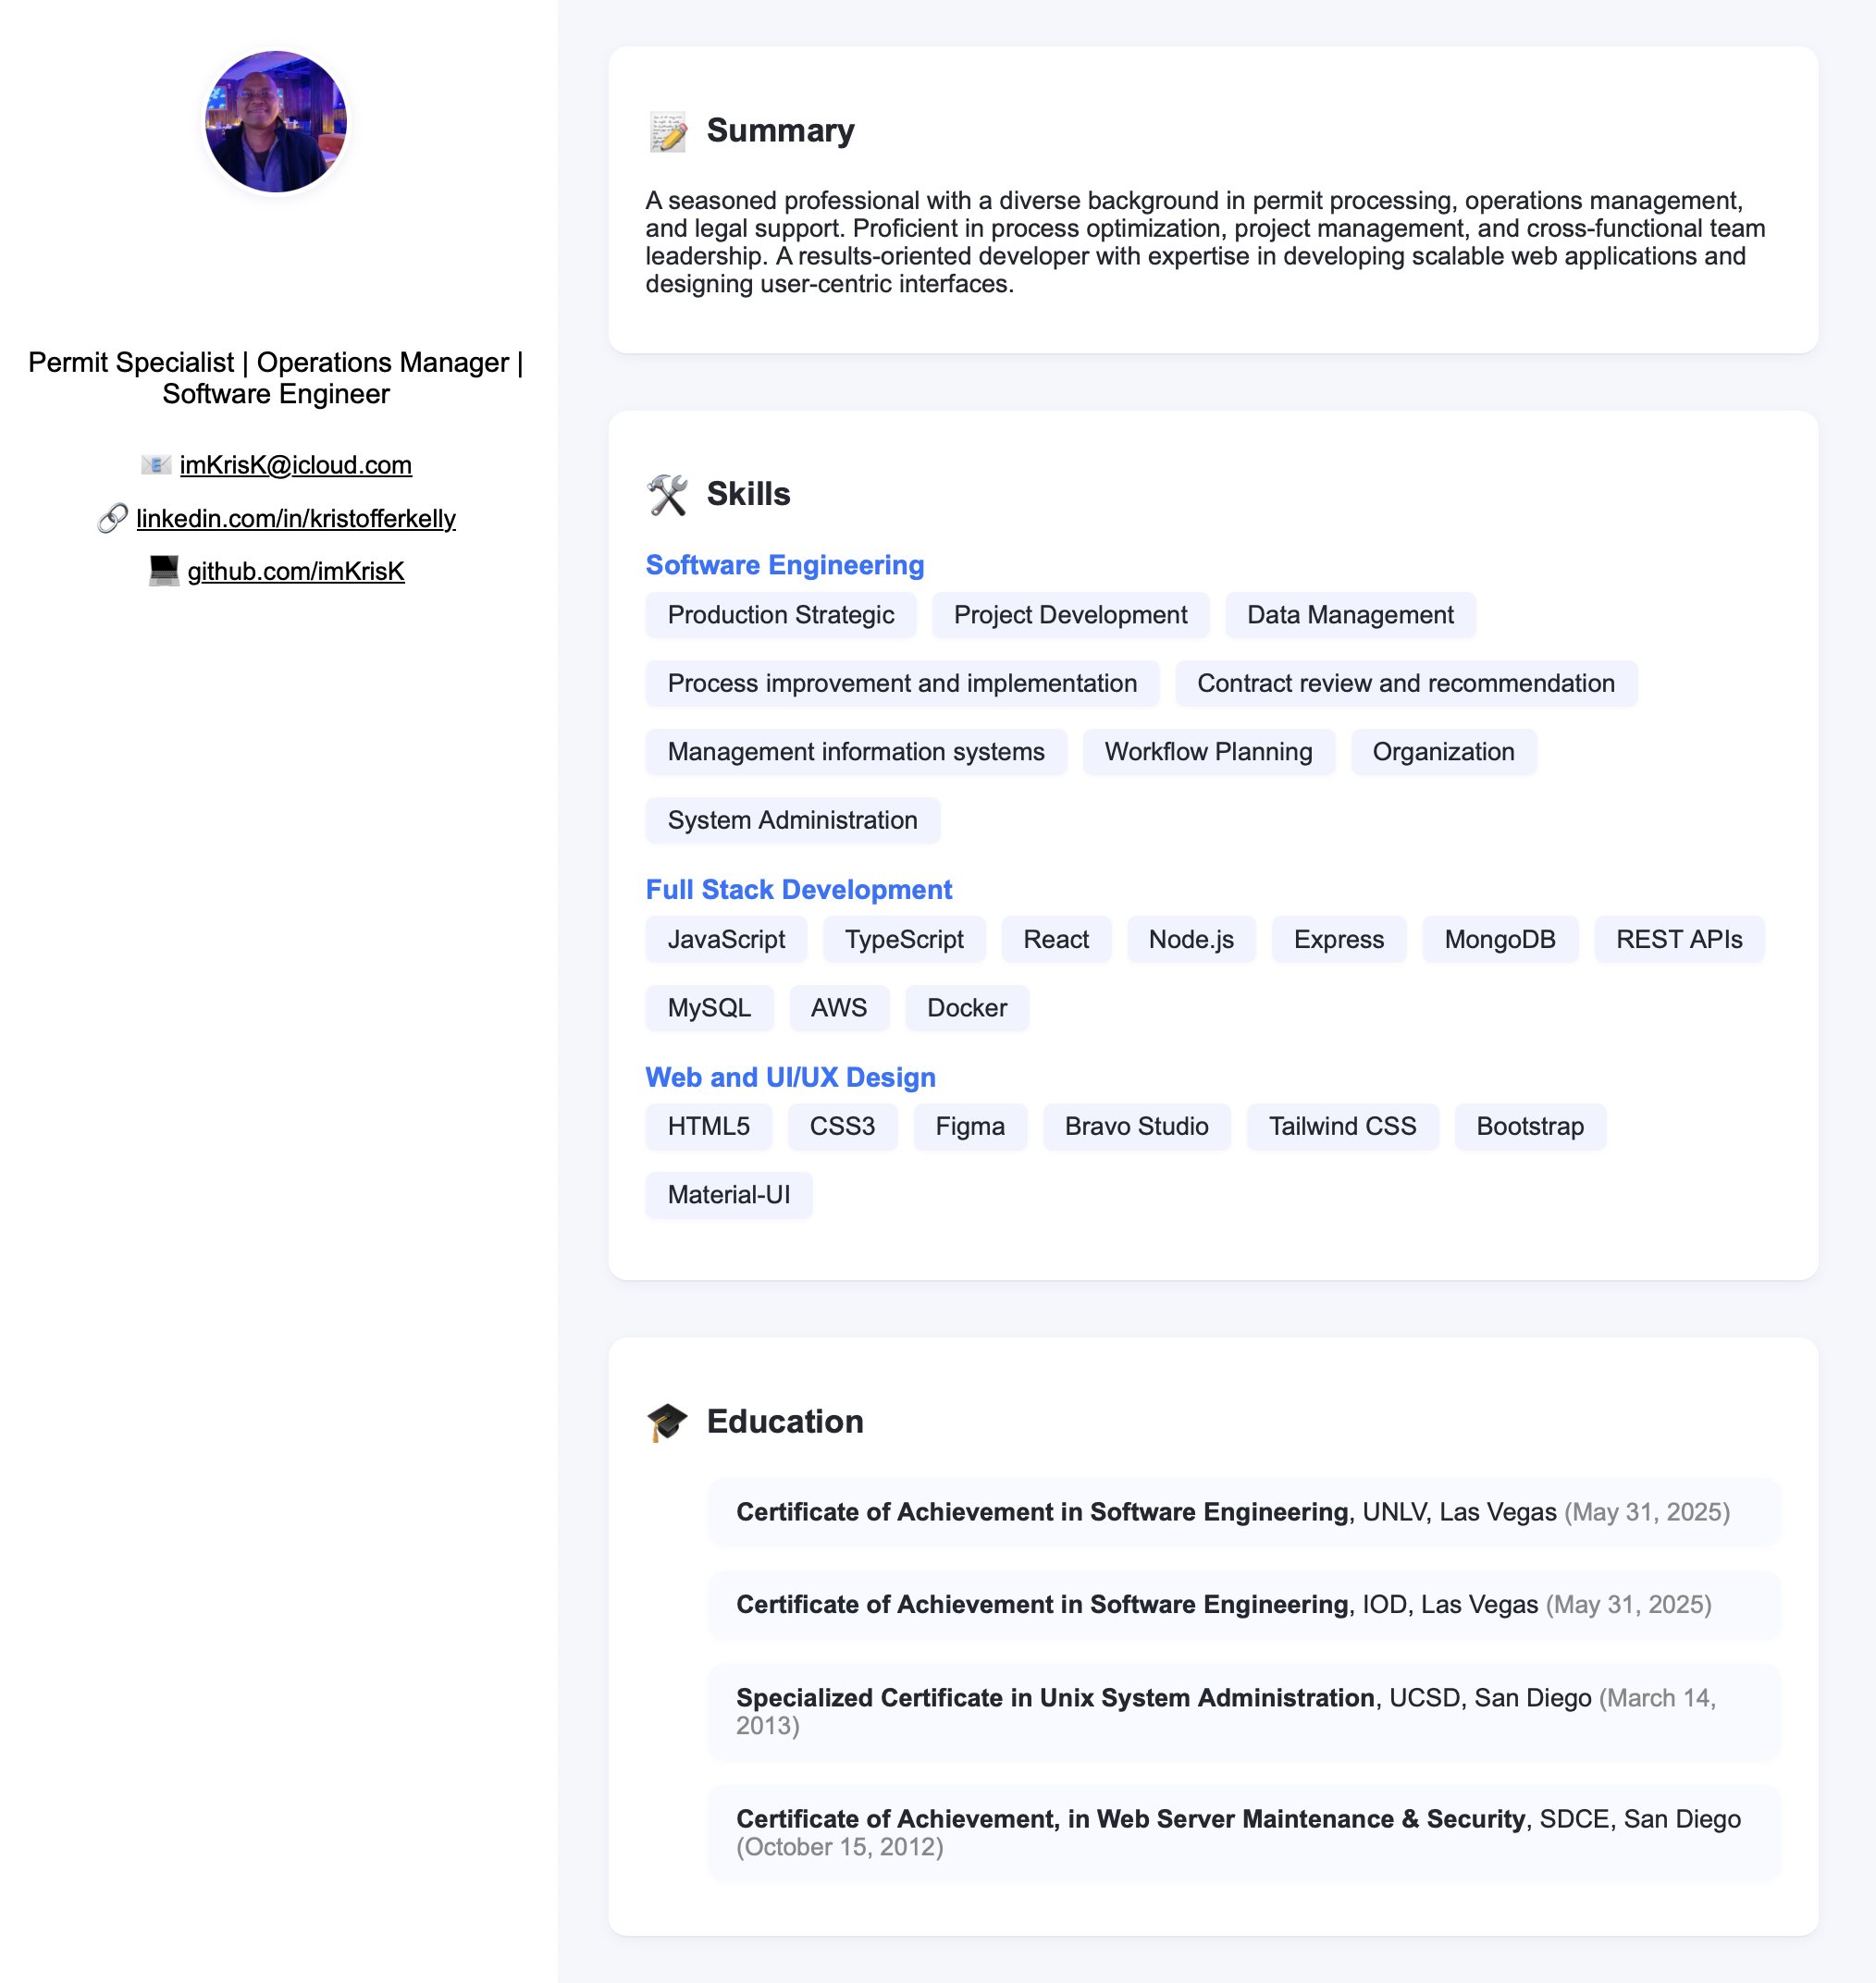 Permit Specialist | Operations Manager |
Software Engineer
imKrisK@icloud.com
linkedin.com/in/kristofferkelly
github.com/imKrisK
Summary
A seasoned professional with a diverse background in permit processing, operations management,
and legal support. Proficient in process optimization, project management, and cross-functional team
leadership. A results-oriented developer with expertise in developing scalable web applications and
designing user-centric interfaces.
Skills
Software Engineering
Production Strategic Project Development Data Management
Process improvement and implementation Contract review and recommendation
Management information systems Workflow Planning Organization
System Administration
Full Stack Development
JavaScript TypeScript React Node.js Express MongoDB REST APIs
MySQL AWS Docker
Web and UI/UX Design
HTML5 CSS3 Figma Bravo Studio Tailwind CSS Bootstrap
Material-UI
Education
Certificate of Achievement in Software Engineering, UNLV, Las Vegas (May 31, 2025)
Certificate of Achievement in Software Engineering, IOD, Las Vegas (May 31, 2025)
Specialized Certificate in Unix System Administration, UCSD, San Diego (March 14,
2013)
Certificate of Achievement, in Web Server Maintenance & Security, SDCE, San Diego
(October 15, 2012)